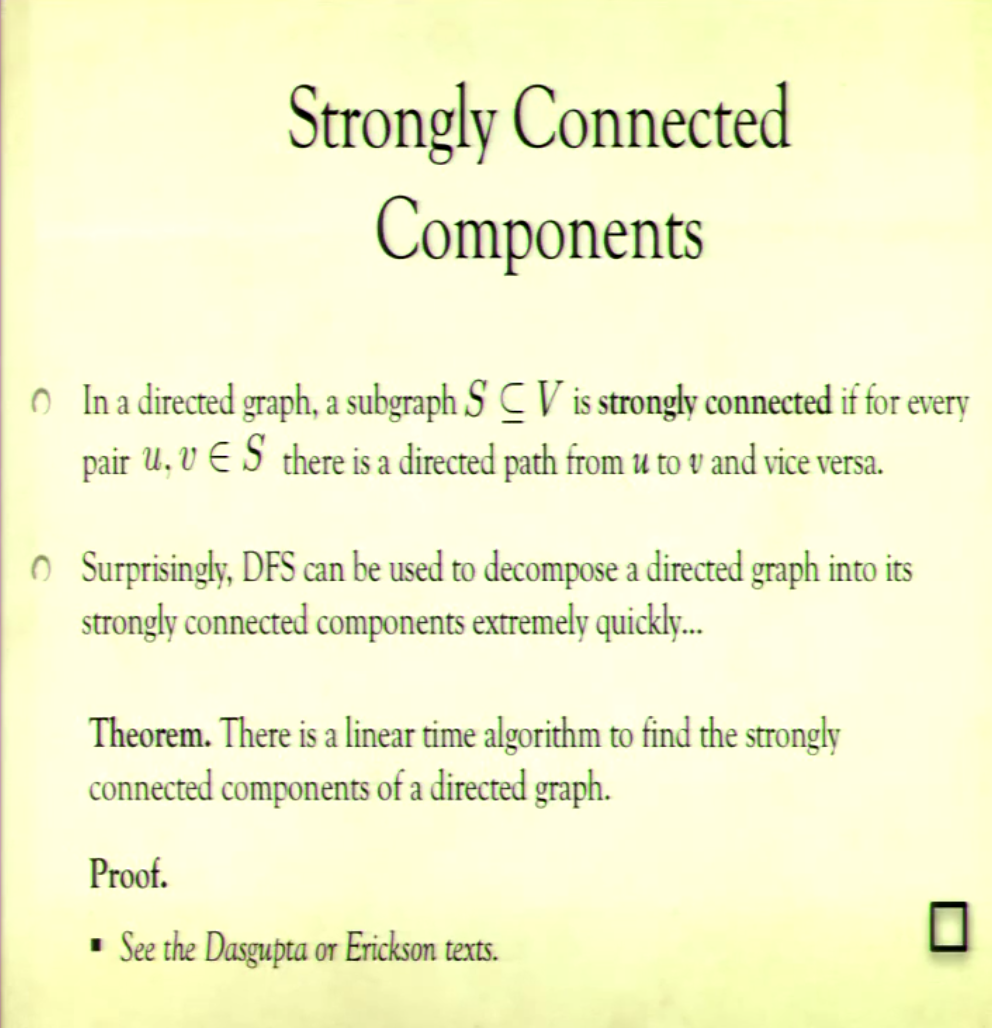 Strongly Connected
Components
In a directed graph, a subgraph S ⊆ V is strongly connected if for every
pair u, v ∈ S there is a directed path from u to v and vice versa.
Surprisingly, DFS can be used to decompose a directed graph into its
strongly connected components extremely quickly...
Theorem. There is a linear time algorithm to find the strongly
connected components of a directed graph.
Proof.
▪ See the Dasgupta or Erickson texts.
□